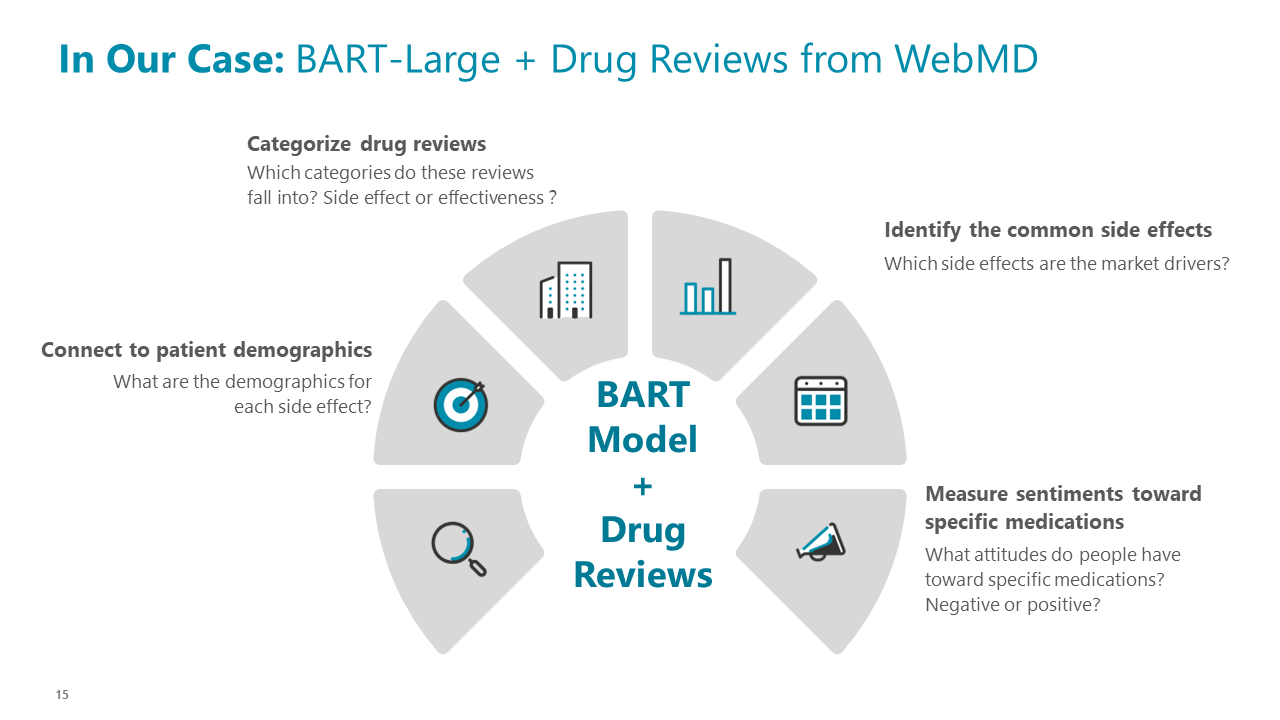 In Our Case: BART-Large + Drug Reviews from WebMD
Categorize drug reviews
Which categories do these reviews
fall into? Side effect or effectiveness ?
Identify the common side effects
Which side effects are the market drivers?
Connect to patient demographics
What are the demographics for
each side effect?
BART
Model
+
Drug
Reviews
Measure sentiments toward
specific medications
What attitudes do people have
toward specific medications?
Negative or positive?
15